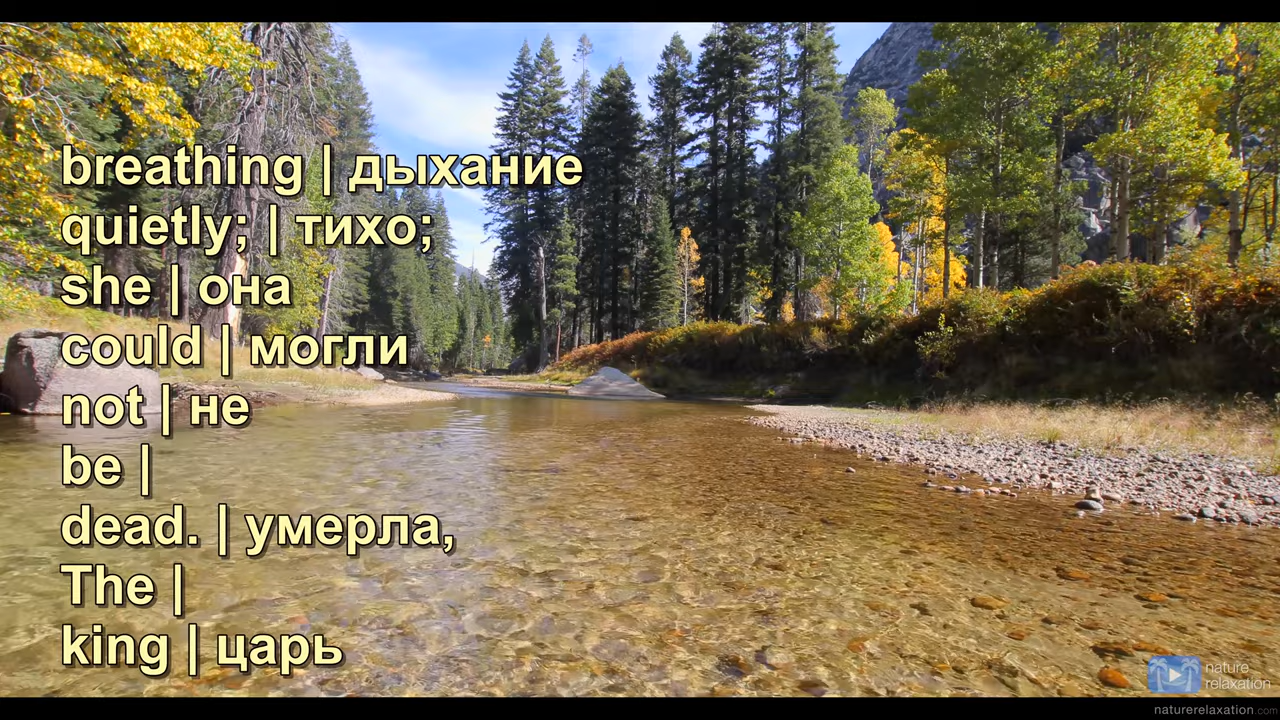 breathing | дыхание
quietly; | тихо;
she | она
could | могли
not | не
be |
dead. | умерла,
The |
king | царь
nature
relaxation
naturerelaxation.com